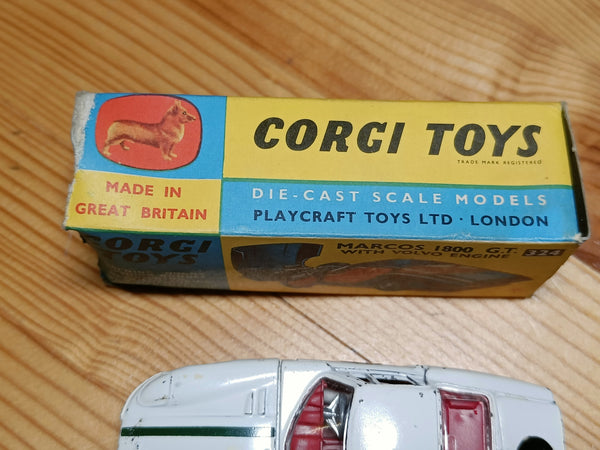 CORGI TOYS
TRADE MARK REGISTERED
MADE IN
GREAT BRITAIN
DIE-CAST SCALE MODELS
PLAYCRAFT TOYS LTD · LONDON
CORGI
TOYS
MARCOS 1800 G.T. 324
WITH VOLVO ENGINE